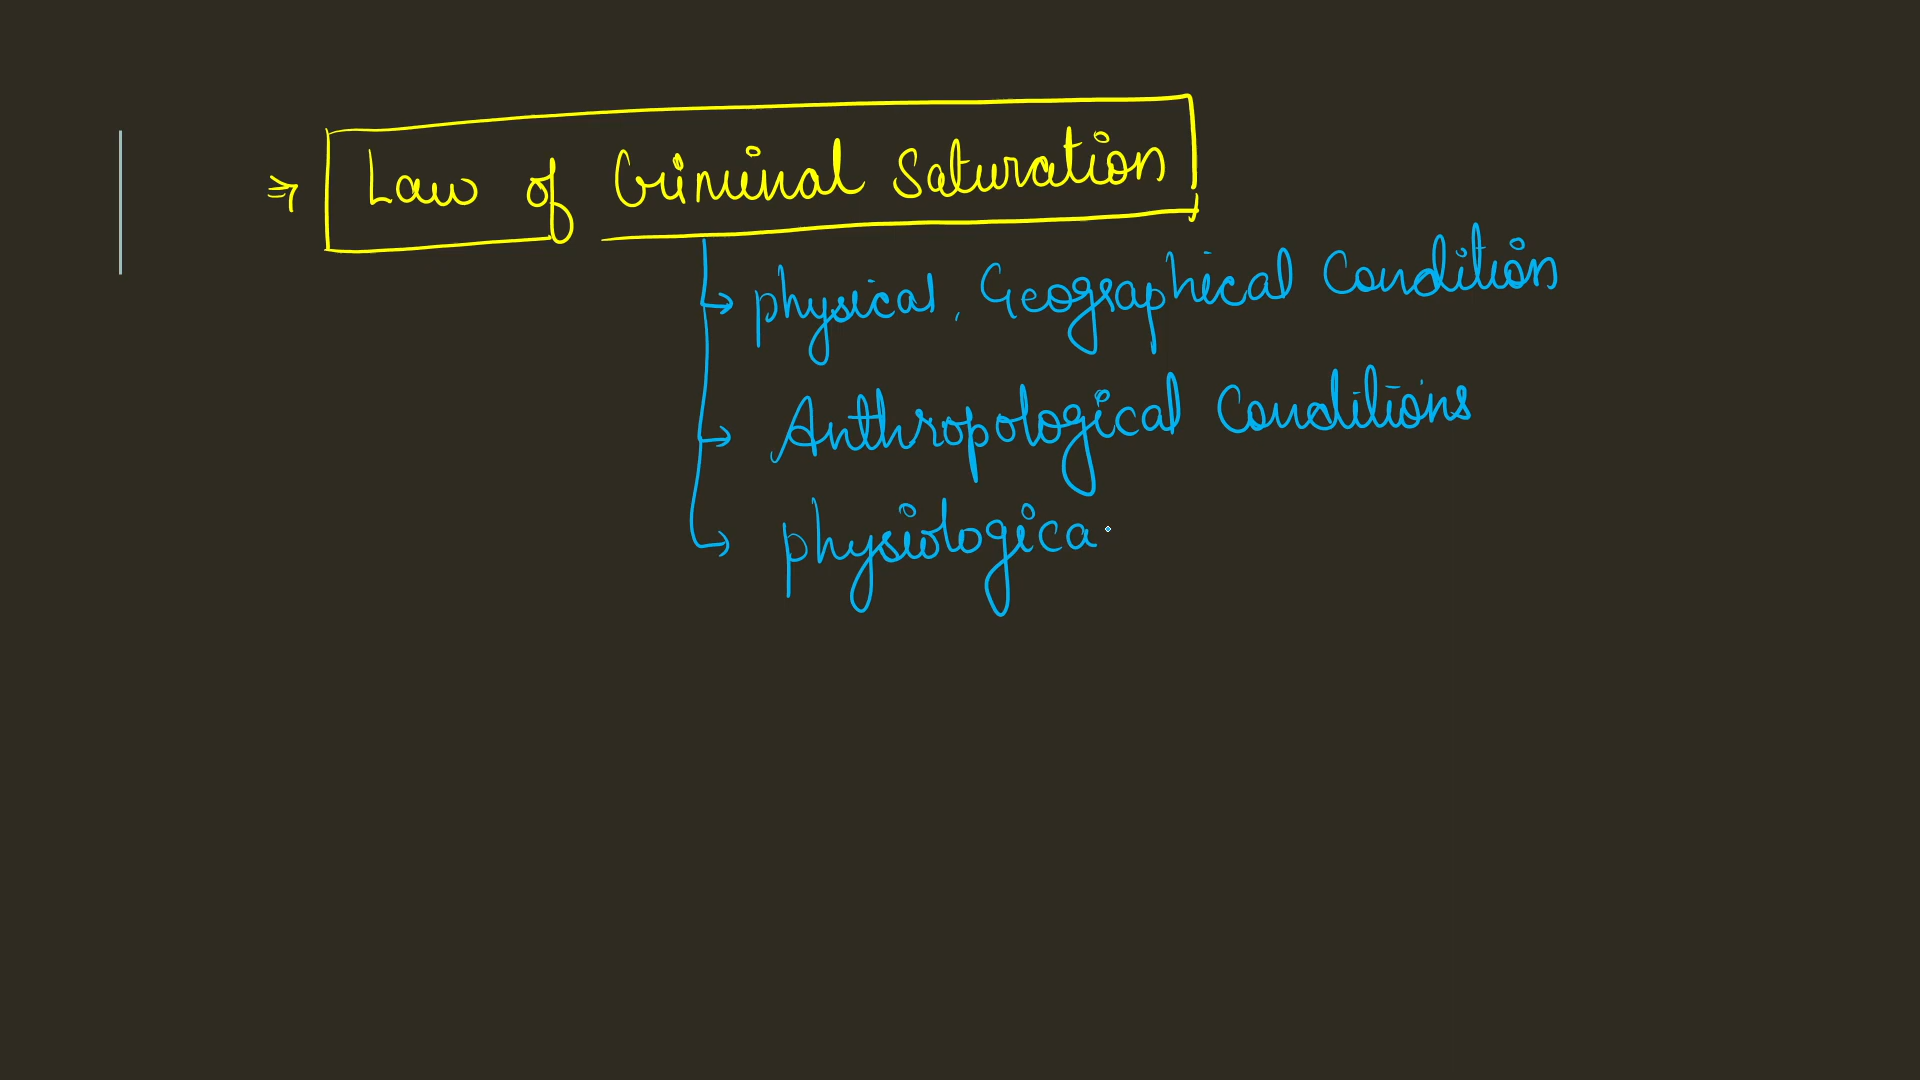 ⇒ Law of Criminal Saturation
→ physical, Geographical Condition
→ Anthropological Conditions
→ physiologica